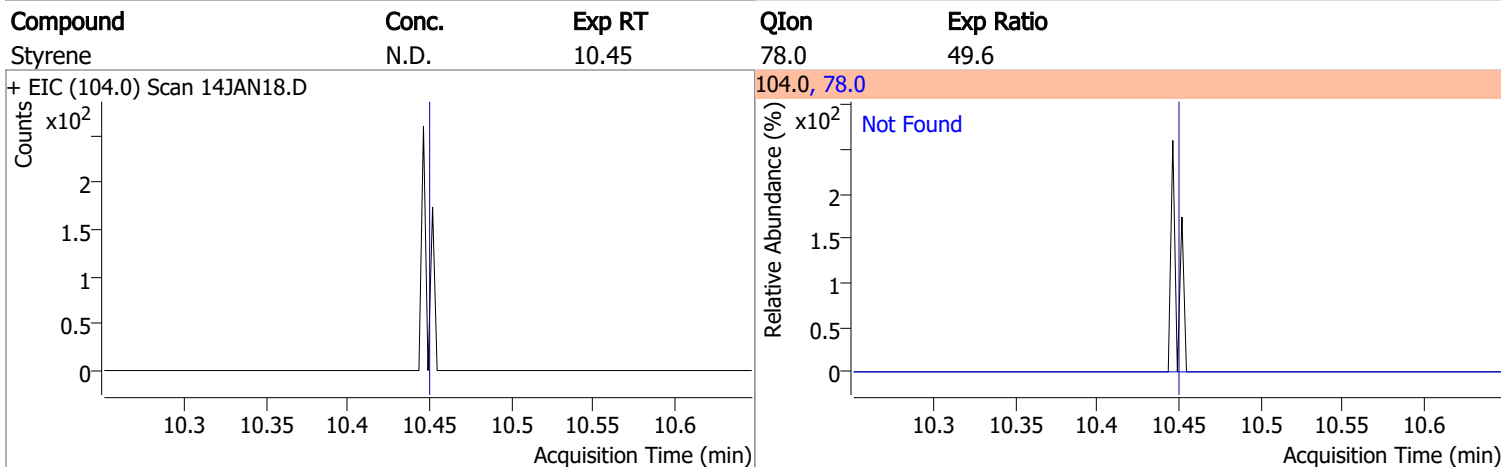 Compound Conc. Exp RT QIon Exp Ratio
Styrene N.D. 10.45 78.0 49.6
+ EIC (104.0) Scan 14JAN18.D
104.0, 78.0
Counts
x10²
2
1.5
1
0.5
0
10.3 10.35 10.4 10.45 10.5 10.55 10.6
Acquisition Time (min)
Relative Abundance (%)
x10²
Not Found
2
1.5
1
0.5
0
10.3 10.35 10.4 10.45 10.5 10.55 10.6
Acquisition Time (min)